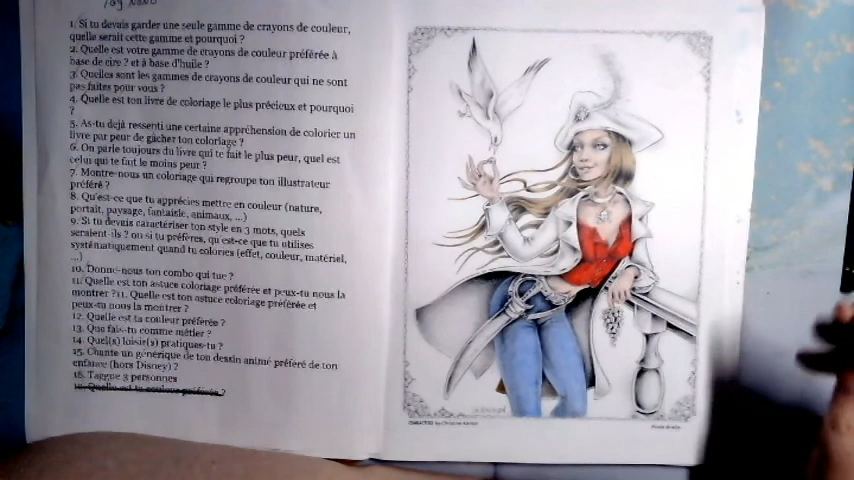 Tag Nono
1. Si tu devais garder une seule gamme de crayons de couleur,
quelle serait cette gamme et pourquoi ?
2. Quelle est votre gamme de crayons de couleur préférée à
base de cire ? et à base d'huile ?
3. Quelles sont les gammes de crayons de couleur qui ne sont
pas faites pour vous ?
4. Quelle est ton livre de coloriage le plus précieux et pourquoi
?
5. As-tu dejà ressenti une certaine appréhension de colorier un
livre par peur de gâcher ton coloriage ?
6. On parle toujours du livre qui te fait le plus peur, quel est
celui qui te fait le moins peur ?
7. Montre-nous un coloriage qui regroupe ton illustrateur
préféré ?
8. Qu'est-ce que tu apprécies mettre en couleur (nature,
portait, paysage, fantaisie, animaux, ...)
9. Si tu devais caractériser ton style en 3 mots, quels
seraient-ils ? ou si tu préfères, qu'est-ce que tu utilises
systématiquement quand tu colories (effet, couleur, matériel,
...)
10. Donne-nous ton combo qui tue ?
11. Quelle est ton astuce coloriage préférée et peux-tu nous la
montrer ?11. Quelle est ton astuce coloriage préférée et
peux-tu nous la montrer ?
12. Quelle est ta couleur préférée ?
13. Que fais-tu comme métier ?
14. Quel(s) loisir(s) pratiques-tu ?
15. Chante un générique de ton dessin animé préféré de ton
enfance (hors Disney) ?
16. Taggue 3 personnes
18. Quelle est ta couleur préférée ?